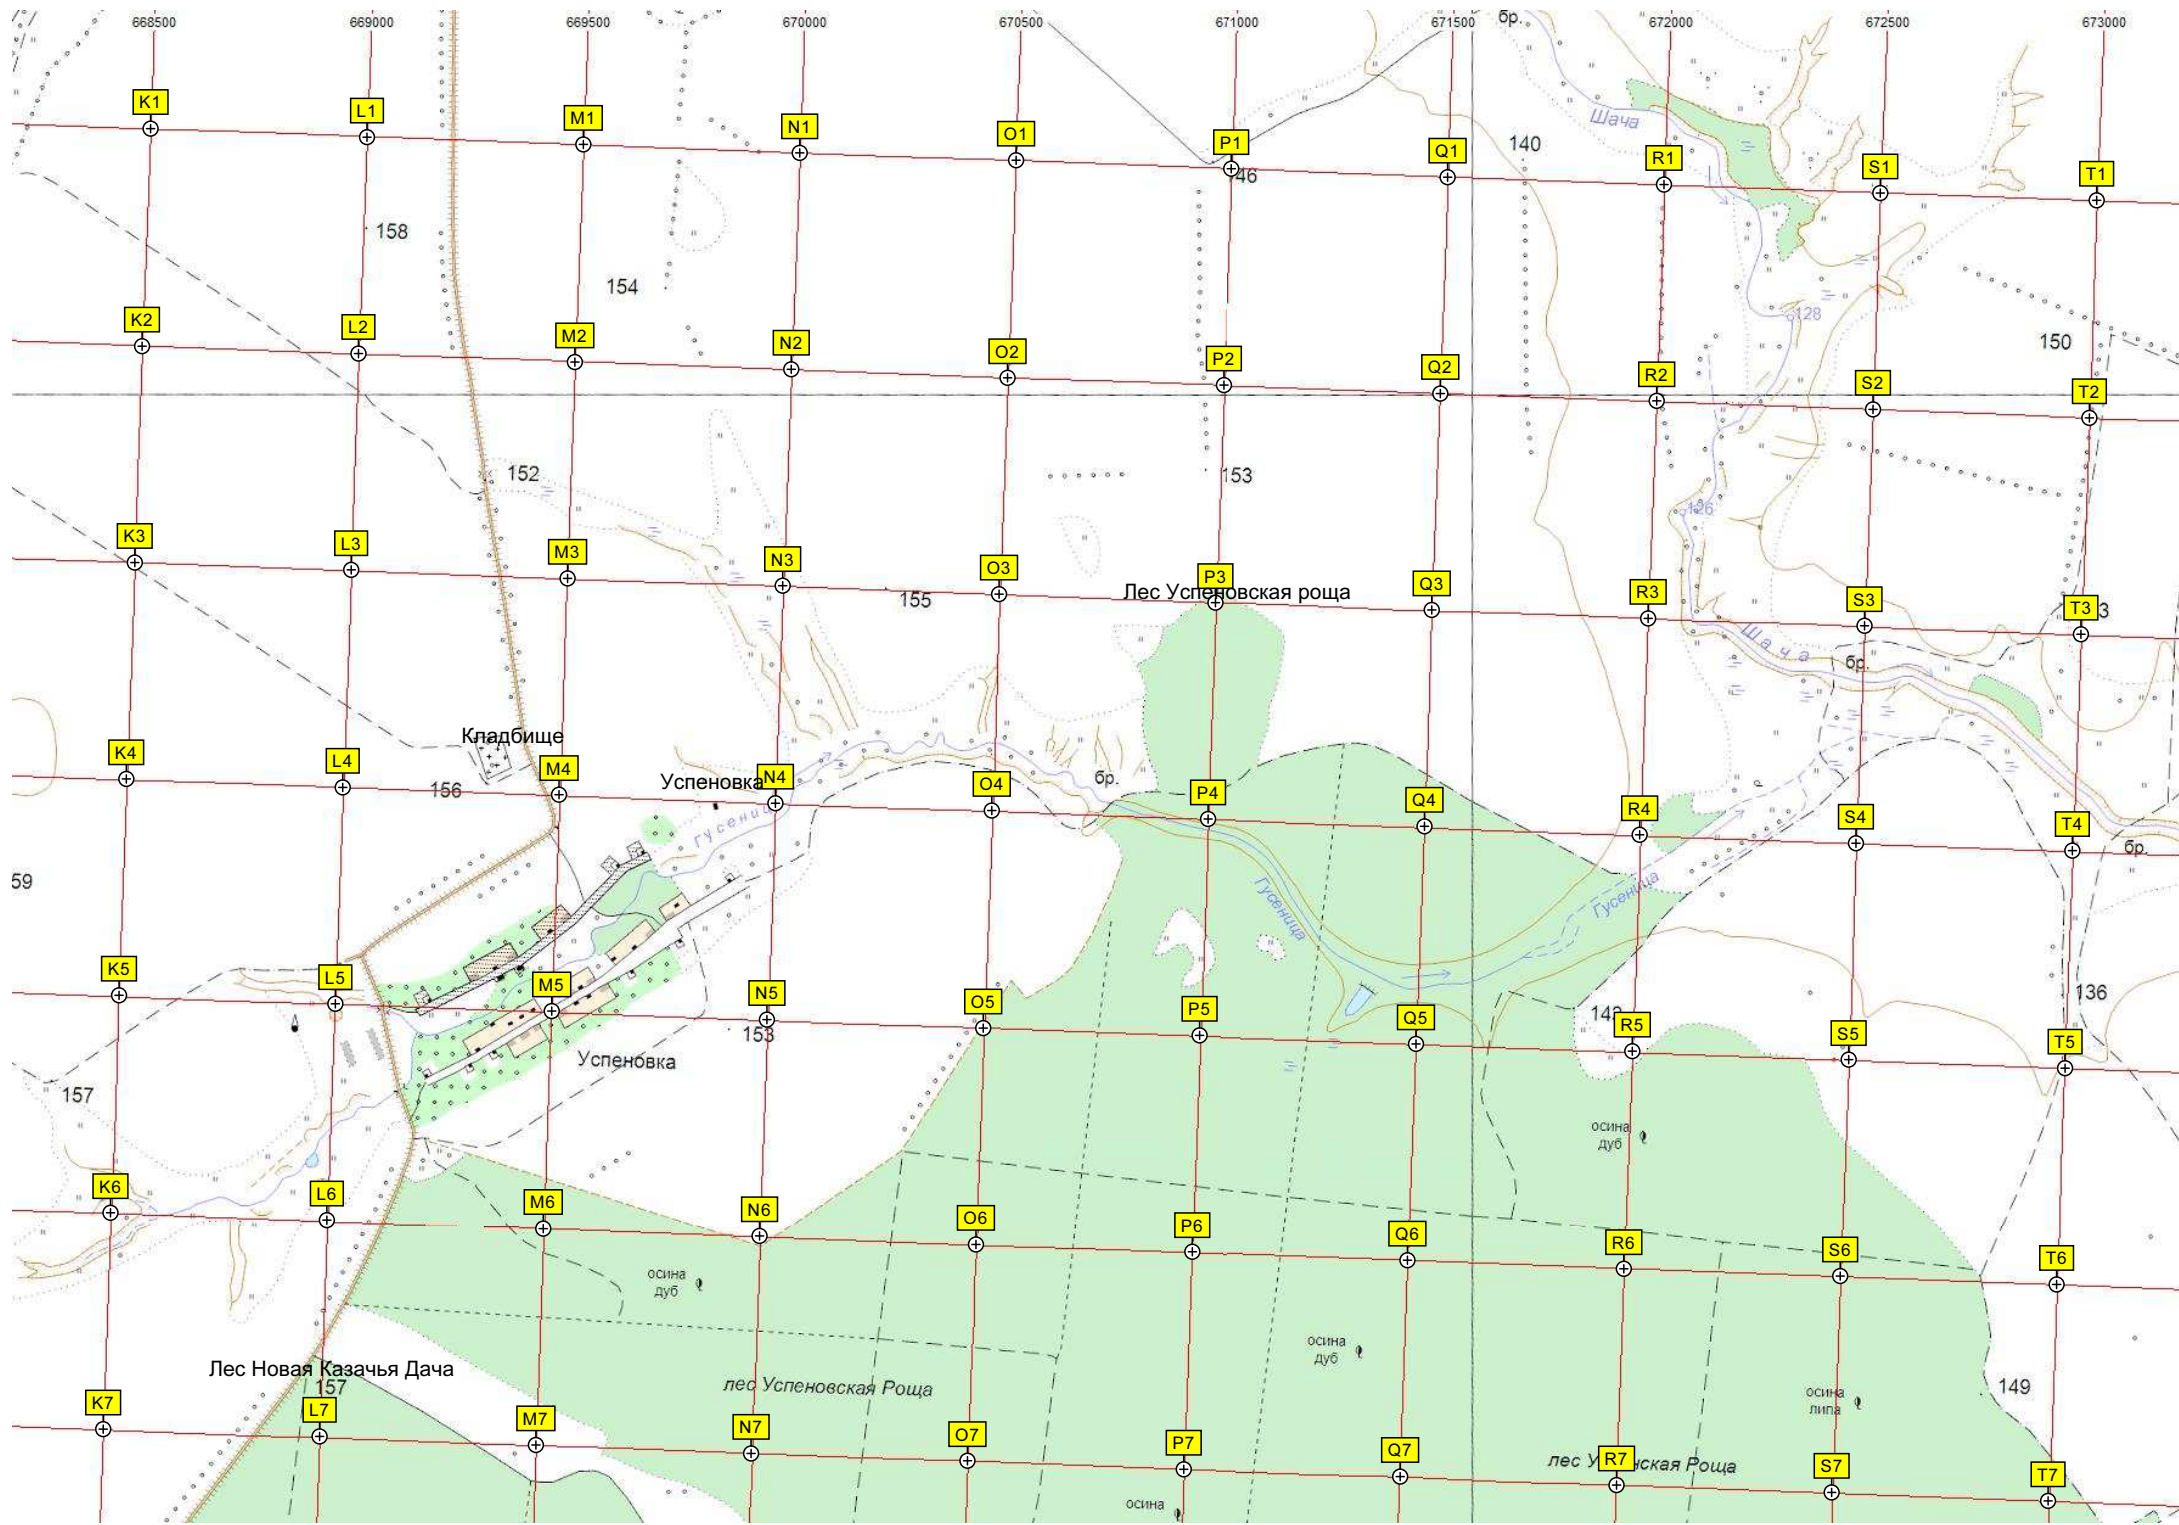 668500 669000 669500 670000 670500 671000 671500 672000 672500 673000
бр.
Шача
K1 L1 M1 N1 O1 P1 Q1 R1 S1 T1
140
146
158
154
128
150
K2 L2 M2 N2 O2 P2 Q2 R2 S2 T2
152
153
126
K3 L3 M3 N3 O3 P3 Q3 R3 S3 T3
3
155
Лес Успеновская роща
Шача
бр.
Кладбище
K4 L4 M4 N4 O4 P4 Q4 R4 S4 T4
156
Успеновка
бр.
Гусениц
бр.
59
Гусеница
Гусеница
K5 L5 M5 N5 O5 P5 Q5 R5 S5 T5
136
153
Успеновка
157
осина
дуб
K6 L6 M6 N6 O6 P6 Q6 R6 S6 T6
осина
дуб
осина
дуб
Лес Новая Казачья Дача
157
лес Успеновская Роща
149
осина
липа
K7 L7 M7 N7 O7 P7 Q7 R7 S7 T7
лес У нская Роща
осина